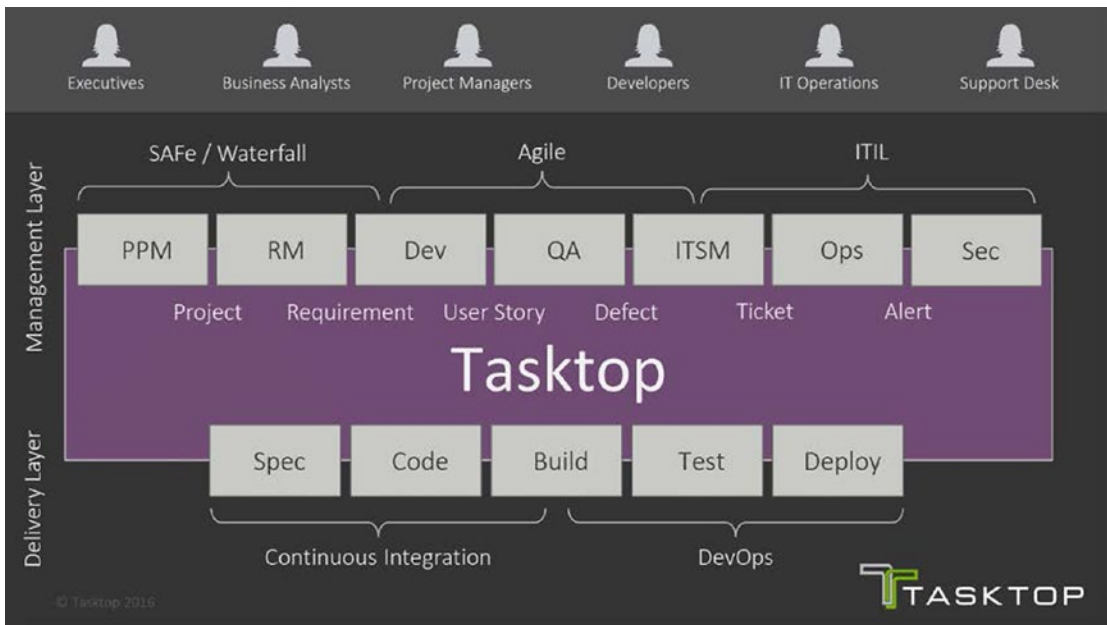 Executives Business Analysts Project Managers Developers IT Operations Support Desk
Management Layer
SAFe / Waterfall Agile ITIL
PPM RM Dev QA ITSM Ops Sec
Project Requirement User Story Defect Ticket Alert
Tasktop
Delivery Layer
Spec Code Build Test Deploy
Continuous Integration DevOps
© Tasktop 2016
TASKTOP